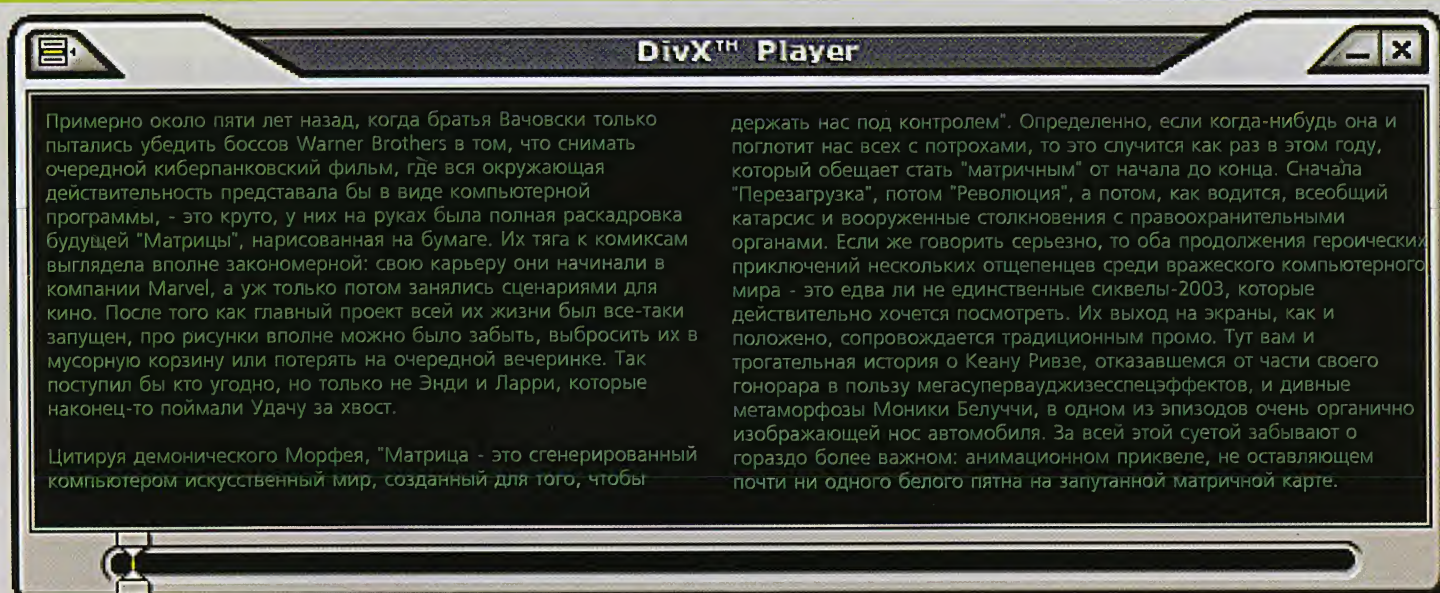 DivX™ Player
Примерно около пяти лет назад, когда братья Вачовски только
пытались убедить боссов Warner Brothers в том, что снимать
очередной киберпанковский фильм, где вся окружающая
действительность представала бы в виде компьютерной
программы, - это круто, у них на руках была полная раскадровка
будущей "Матрицы", нарисованная на бумаге. Их тяга к комиксам
выглядела вполне закономерной: свою карьеру они начинали в
компании Marvel, а уж только потом занялись сценариями для
кино. После того как главный проект всей их жизни был все-таки
запущен, про рисунки вполне можно было забыть, выбросить их в
мусорную корзину или потерять на очередной вечеринке. Так
поступил бы кто угодно, но только не Энди и Ларри, которые
наконец-то поймали Удачу за хвост.
Цитируя демонического Морфея, "Матрица - это сгенерированный
компьютером искусственный мир, созданный для того, чтобы
держать нас под контролем". Определенно, если когда-нибудь она и
поглотит нас всех с потрохами, то это случится как раз в этом году,
который обещает стать "матричным" от начала до конца. Сначала
"Перезагрузка", потом "Революция", а потом, как водится, всеобщий
катарсис и вооруженные столкновения с правоохранительными
органами. Если же говорить серьезно, то оба продолжения героических
приключений нескольких отщепенцев среди вражеского компьютерного
мира - это едва ли не единственные сиквелы-2003, которые
действительно хочется посмотреть. Их выход на экраны, как и
положено, сопровождается традиционным промо. Тут вам и
трогательная история о Кеану Ривзе, отказавшемся от части своего
гонорара в пользу мегасупервауджизесспецэффектов, и дивные
метаморфозы Моники Белуччи, в одном из эпизодов очень органично
изображающей нос автомобиля. За всей этой суетой забывают о
гораздо более важном: анимационном приквеле, не оставляющем
почти ни одного белого пятна на запутанной матричной карте.